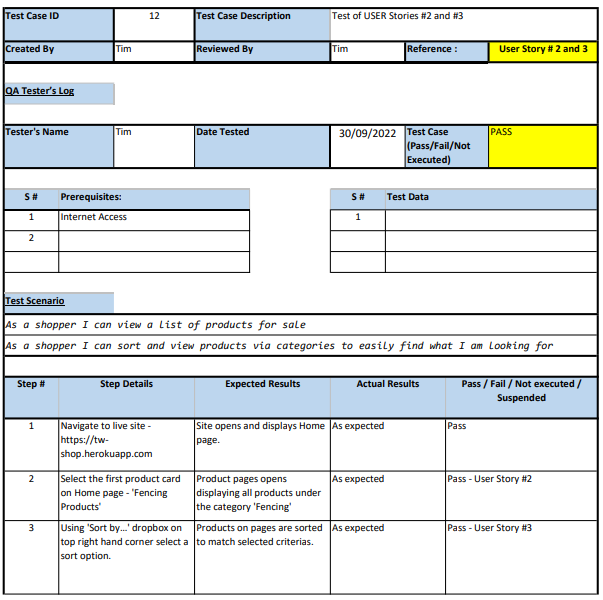 Test Case ID 12 Test Case Description Test of USER Stories #2 and #3
Created By Tim Reviewed By Tim Reference : User Story # 2 and 3
QA Tester's Log
Tester's Name Tim Date Tested 30/09/2022 Test Case PASS
(Pass/Fail/Not
Executed)
S # Prerequisites: S # Test Data
1 Internet Access 1
2
Test Scenario
As a shopper I can view a list of products for sale
As a shopper I can sort and view products via categories to easily find what I am looking for
Step # Step Details Expected Results Actual Results Pass / Fail / Not executed /
Suspended
1 Navigate to live site - Site opens and displays Home As expected Pass
https://tw- page.
shop.herokuapp.com
2 Select the first product card Product pages opens As expected Pass - User Story #2
on Home page - 'Fencing displaying all products under
Products' the category 'Fencing'
3 Using 'Sort by...' dropbox on Products on pages are sorted As expected Pass - User Story #3
top right hand corner select a to match selected criterias.
sort option.